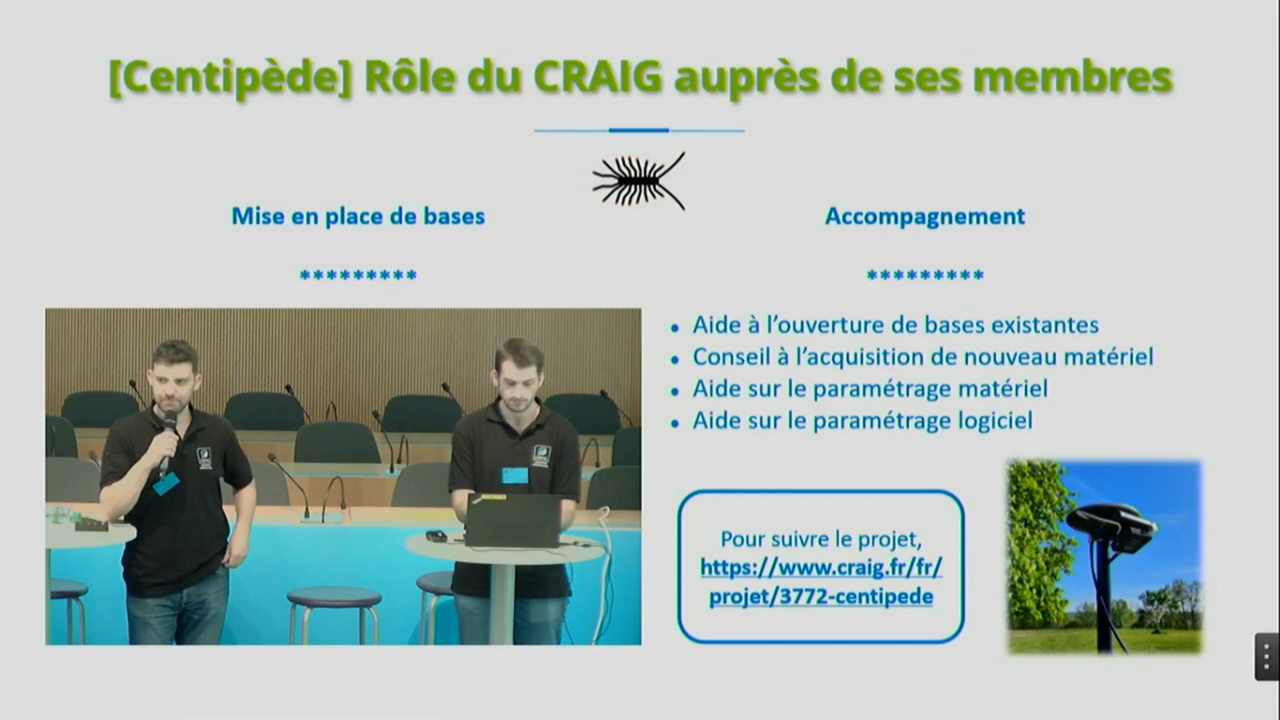 [Centipède] Rôle du CRAIG auprès de ses membres
Mise en place de bases
*********
Accompagnement
*********
• Aide à l’ouverture de bases existantes
• Conseil à l’acquisition de nouveau matériel
• Aide sur le paramétrage matériel
• Aide sur le paramétrage logiciel
Pour suivre le projet,
https://www.craig.fr/fr/
projet/3772-centipede